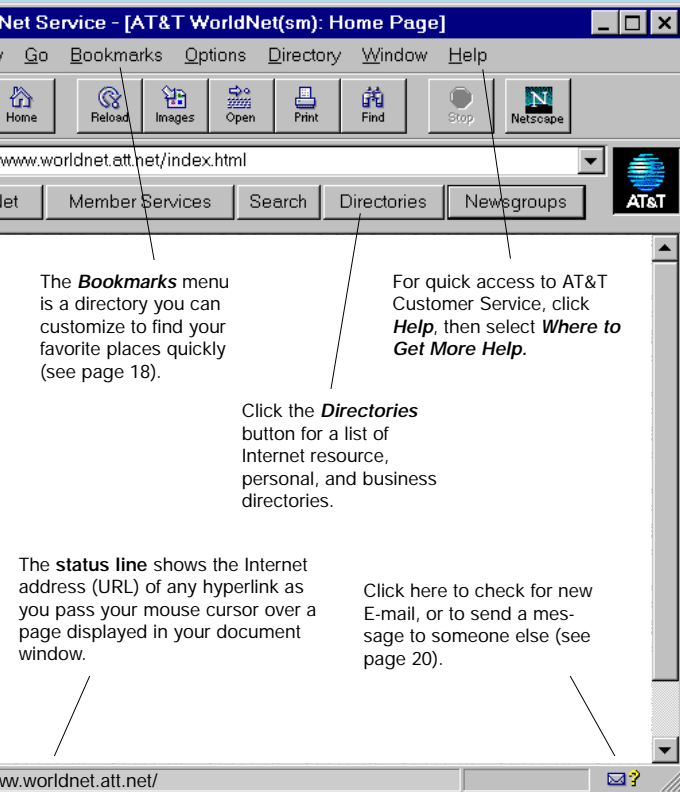 Net Service - [AT&T WorldNet(sm): Home Page]
Go Bookmarks Options Directory Window Help
Home Reload Images Open Print Find Stop Netscape
N
www.worldnet.att.net/index.html
Net Member Services Search Directories Newsgroups
AT&T
The Bookmarks menu
is a directory you can
customize to find your
favorite places quickly
(see page 18).
For quick access to AT&T
Customer Service, click
Help, then select Where to
Get More Help.
Click the Directories
button for a list of
Internet resource,
personal, and business
directories.
The status line shows the Internet
address (URL) of any hyperlink as
you pass your mouse cursor over a
page displayed in your document
window.
Click here to check for new
E-mail, or to send a mes-
sage to someone else (see
page 20).
ww.worldnet.att.net/
?